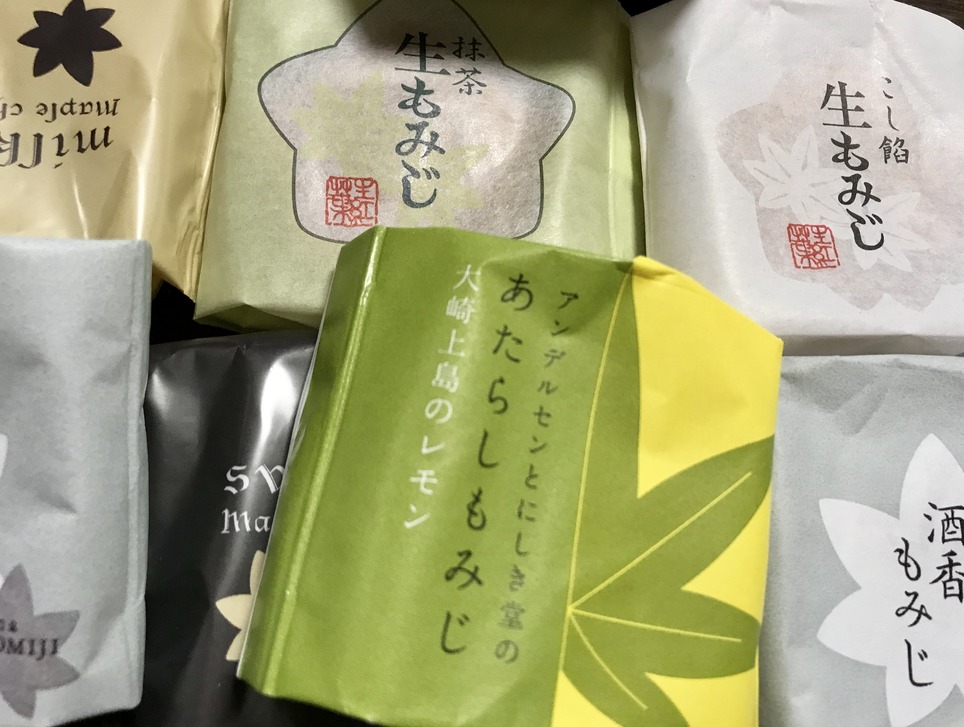 maple
抹茶
生もみじ
こし餡
生もみじ
アンデルセンとにしき堂の
あたらしもみじ
大崎上島のレモン
酒香
もみじ